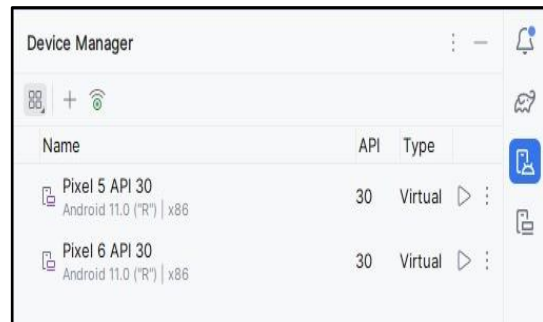 Device Manager
Name API Type
Pixel 5 API 30 30 Virtual
Android 11.0 ("R") | x86
Pixel 6 API 30 30 Virtual
Android 11.0 ("R") | x86